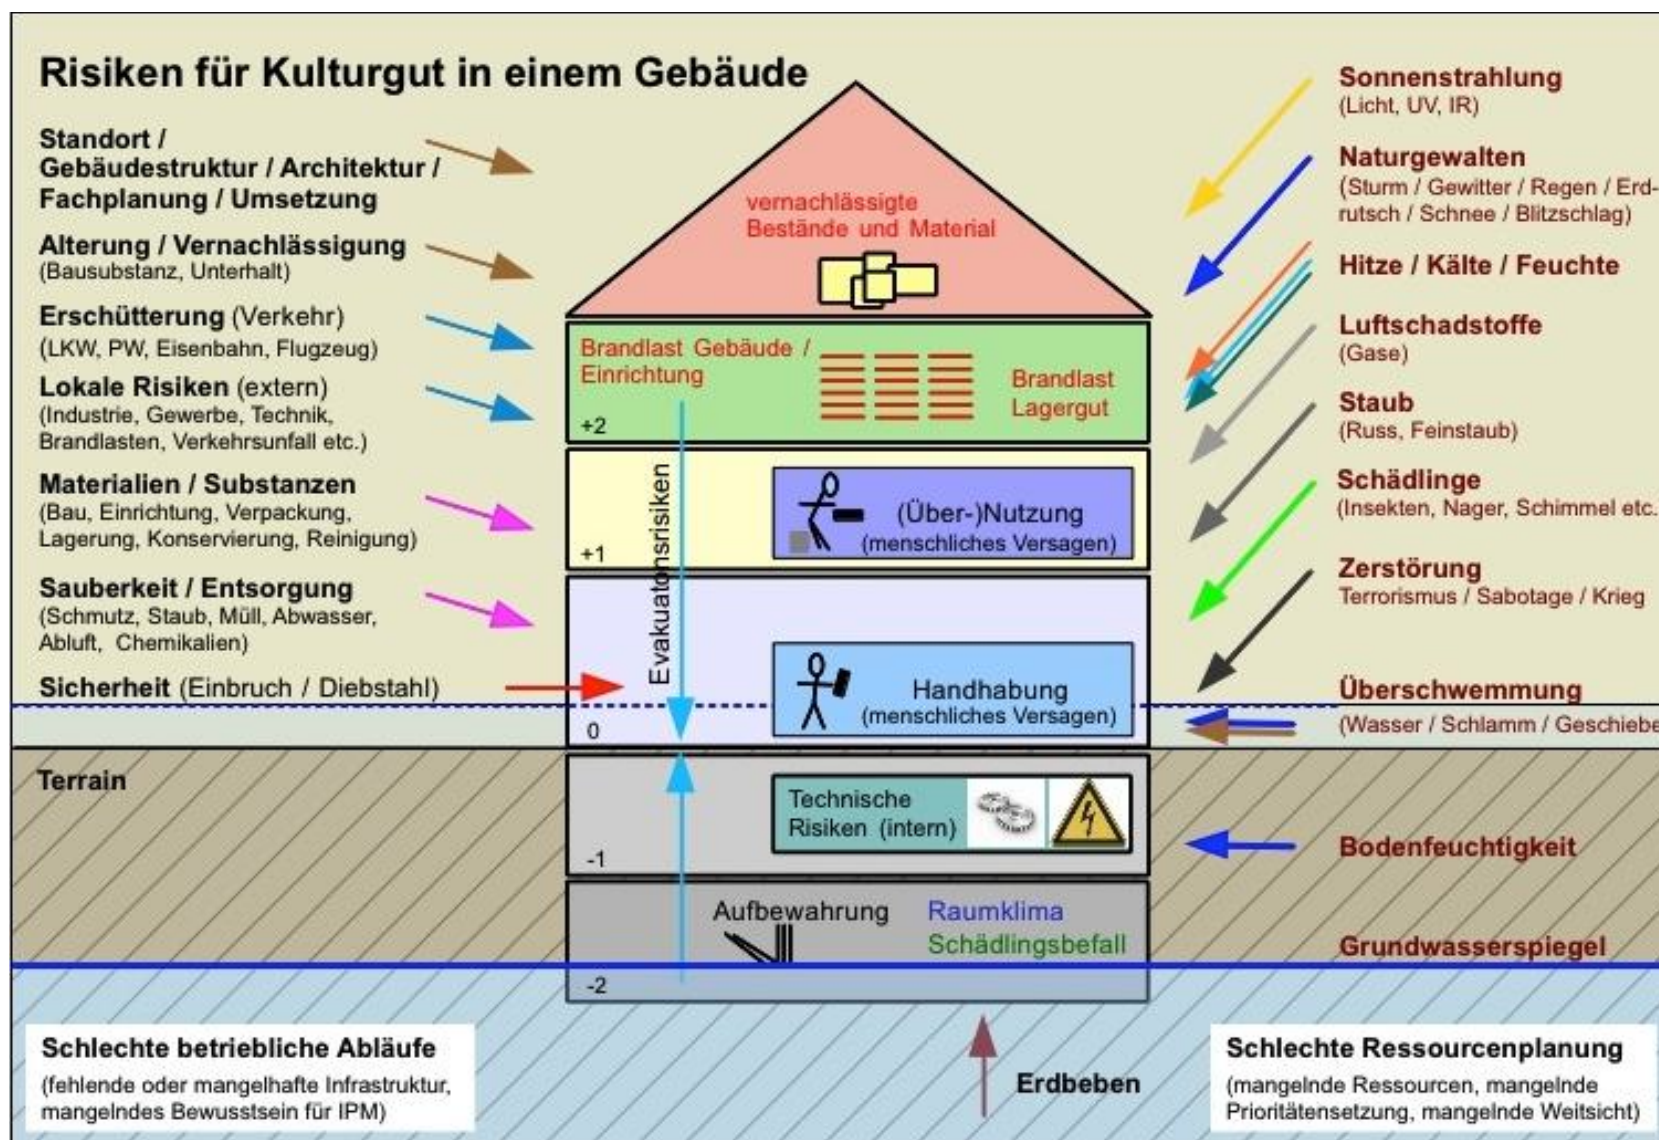 Risiken für Kulturgut in einem Gebäude
Standort /
Gebäudestruktur / Architektur /
Fachplanung / Umsetzung
Alterung / Vernachlässigung
(Bausubstanz, Unterhalt)
Erschütterung (Verkehr)
(LKW, PW, Eisenbahn, Flugzeug)
Lokale Risiken (extern)
(Industrie, Gewerbe, Technik,
Brandlasten, Verkehrsunfall etc.)
Materialien / Substanzen
(Bau, Einrichtung, Verpackung,
Lagerung, Konservierung, Reinigung)
Sauberkeit / Entsorgung
(Schmutz, Staub, Müll, Abwasser,
Abluft, Chemikalien)
Sicherheit (Einbruch / Diebstahl)
Terrain
vernachlässigte
Bestände und Material
Brandlast Gebäude /
Einrichtung
Brandlast
Lagergut
+2
Evakuatonsrisiken
(Über-)Nutzung
(menschliches Versagen)
+1
Handhabung
(menschliches Versagen)
0
Technische
Risiken (intern)
-1
Aufbewahrung
Raumklima
Schädlingsbefall
-2
Sonnenstrahlung
(Licht, UV, IR)
Naturgewalten
(Sturm / Gewitter / Regen / Erd-
rutsch / Schnee / Blitzschlag)
Hitze / Kälte / Feuchte
Luftschadstoffe
(Gase)
Staub
(Russ, Feinstaub)
Schädlinge
(Insekten, Nager, Schimmel etc.
Zerstörung
Terrorismus / Sabotage / Krieg
Überschwemmung
(Wasser / Schlamm / Geschiebe
Bodenfeuchtigkeit
Grundwasserspiegel
Schlechte betriebliche Abläufe
(fehlende oder mangelhafte Infrastruktur,
mangelndes Bewusstsein für IPM)
Erdbeben
Schlechte Ressourcenplanung
(mangelnde Ressourcen, mangelnde
Prioritätensetzung, mangelnde Weitsicht)